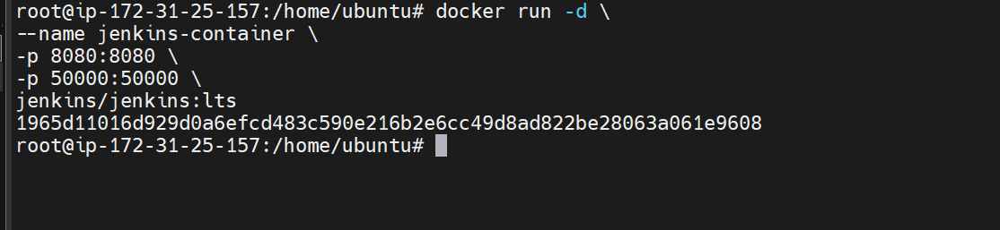 root@ip-172-31-25-157:/home/ubuntu# docker run -d \
--name jenkins-container \
-p 8080:8080 \
-p 50000:50000 \
jenkins/jenkins:lts
1965d11016d929d0a6efcd483c590e216b2e6cc49d8ad822be28063a061e9608
root@ip-172-31-25-157:/home/ubuntu#